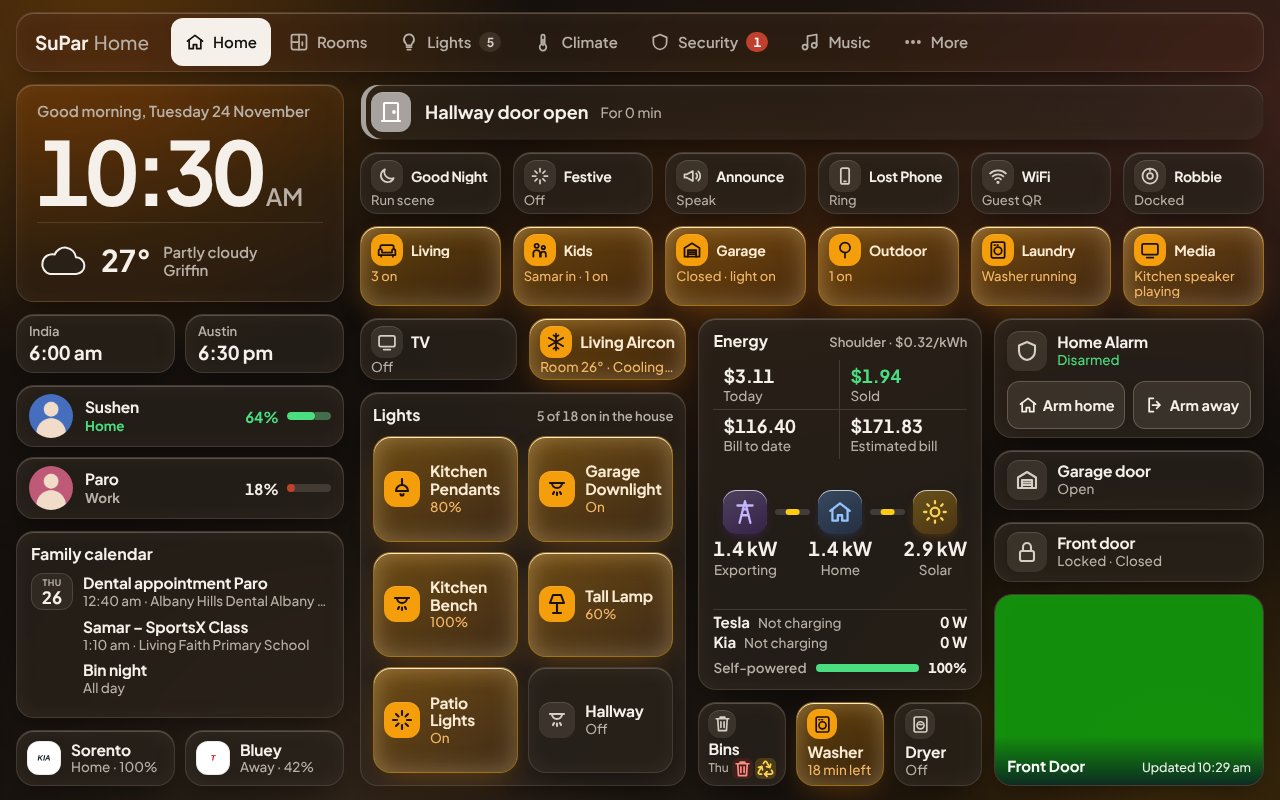 SuPar Home
Home
Rooms
Lights 5
Climate
Security 1
Music
More
Good morning, Tuesday 24 November
10:30 AM
27°
Partly cloudy
Griffin
India
6:00 am
Austin
6:30 pm
Sushen
Home
64%
Paro
Work
18%
Family calendar
THU
26
Dental appointment Paro
12:40 am · Albany Hills Dental Albany ...
Samar – SportsX Class
1:10 am · Living Faith Primary School
Bin night
All day
KIA
Sorento
Home · 100%
T
Bluey
Away · 42%
Hallway door open For 0 min
Good Night
Run scene
Festive
Off
Announce
Speak
Lost Phone
Ring
WiFi
Guest QR
Robbie
Docked
Living
3 on
Kids
Samar in · 1 on
Garage
Closed · light on
Outdoor
1 on
Laundry
Washer running
Media
Kitchen speaker
playing
TV
Off
Living Aircon
Room 26° · Cooling...
Lights
5 of 18 on in the house
Kitchen
Pendants
80%
Garage
Downlight
On
Kitchen
Bench
100%
Tall Lamp
60%
Patio
Lights
On
Hallway
Off
Energy
Shoulder · $0.32/kWh
$3.11
Today
$1.94
Sold
$116.40
Bill to date
$171.83
Estimated bill
1.4 kW
Exporting
1.4 kW
Home
2.9 kW
Solar
Tesla Not charging 0 W
Kia Not charging 0 W
Self-powered 100%
Bins
Thu
Washer
18 min left
Dryer
Off
Home Alarm
Disarmed
Arm home
Arm away
Garage door
Open
Front door
Locked · Closed
Front Door
Updated 10:29 am